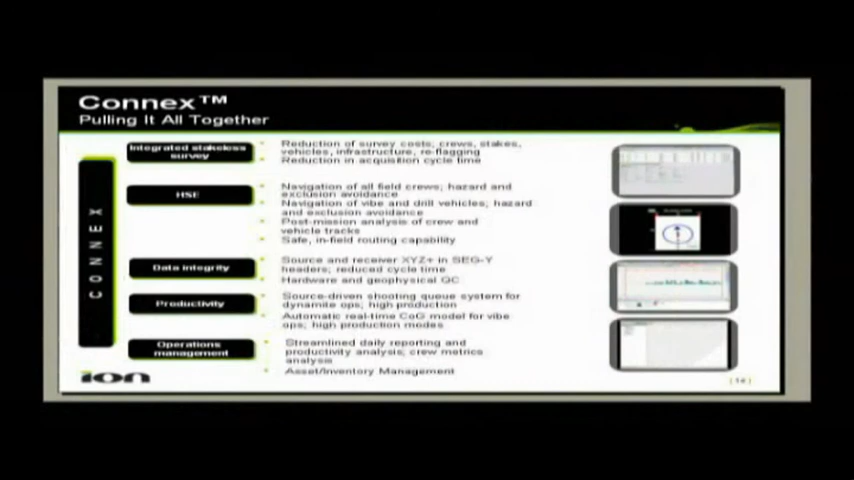 Connex™
Pulling It All Together
CONNEX
Integrated stakeless
survey
Reduction of survey costs; crews, stakes,
vehicles, infrastructure, re-flagging
Reduction in acquisition cycle time
HSE
Navigation of all field crews; hazard and
exclusion avoidance
Navigation of vibe and drill vehicles; hazard
and exclusion avoidance
Post-mission analysis of crew and
vehicle tracks
Safe, in-field routing capability
Data integrity
Source and receiver XYZ+ in SEG-Y
headers; reduced cycle time
Hardware and geophysical QC
Productivity
Source-driven shooting queue system for
dynamite ops; high production
Automatic real-time CoG model for vibe
ops; high production modes
Operations
management
Streamlined daily reporting and
productivity analysis; crew metrics
analysis
Asset/Inventory Management
ion